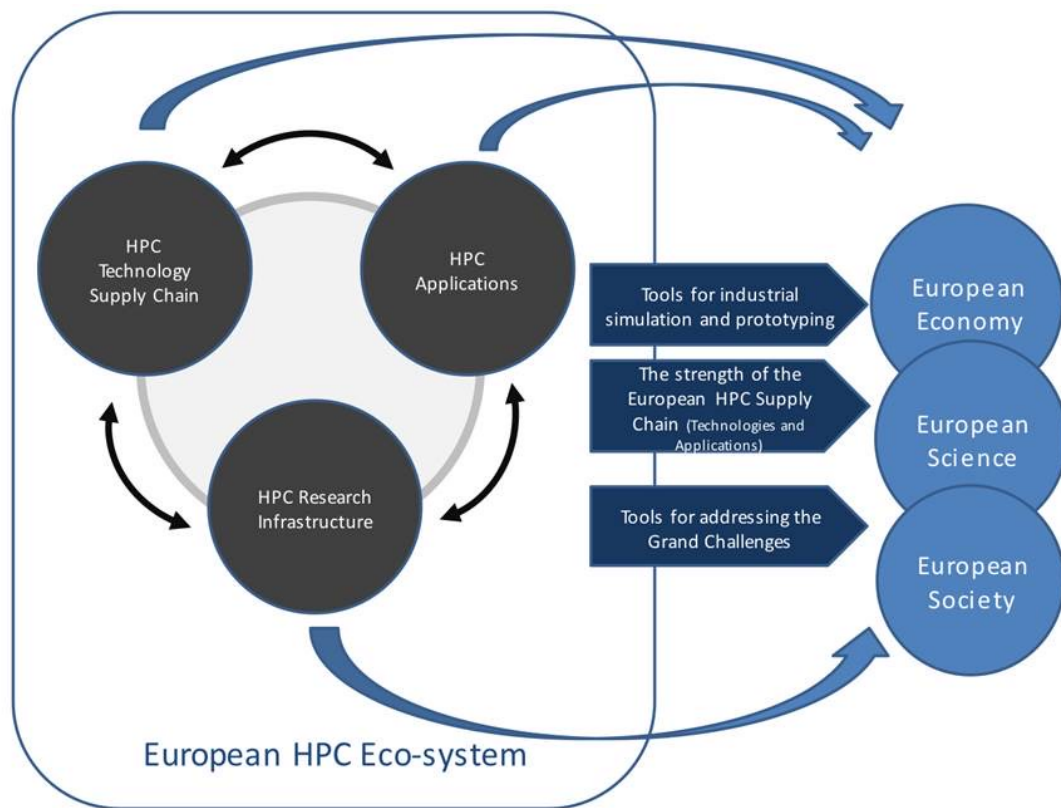 HPC
Technology
Supply Chain
HPC
Applications
HPC Research
Infrastructure
Tools for industrial
simulation and prototyping
The strength of the
European HPC Supply
Chain (Technologies and
Applications)
Tools for addressing the
Grand Challenges
European
Economy
European
Science
European
Society
European HPC Eco-system